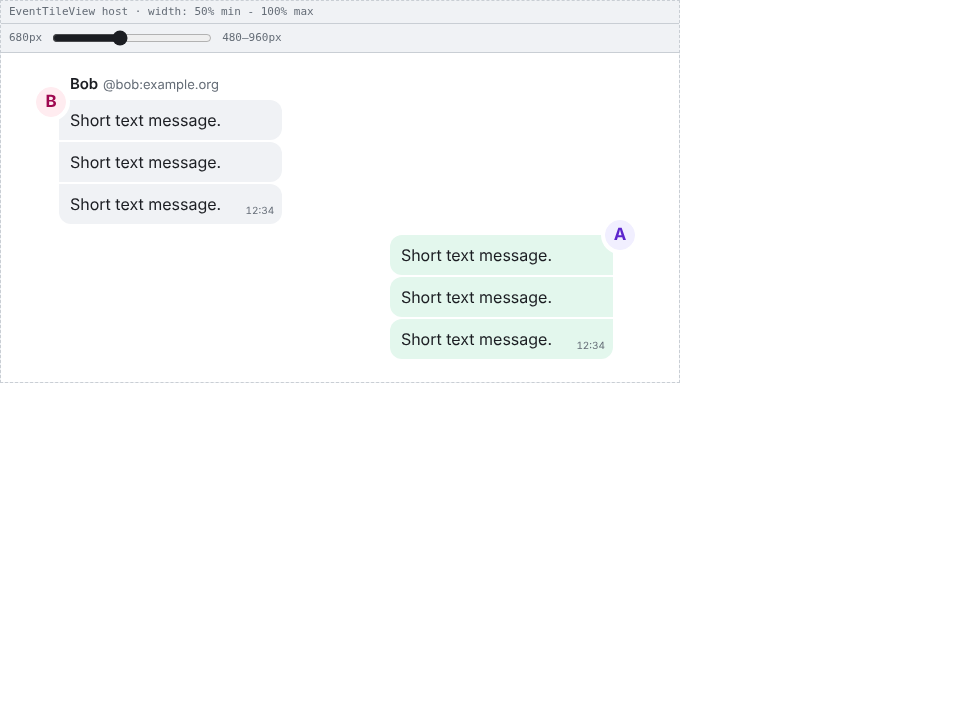 EventTileView host · width: 50% min - 100% max
680px 480–960px
Bob @bob:example.org
B
Short text message.
Short text message.
Short text message. 12:34
A
Short text message.
Short text message.
Short text message. 12:34